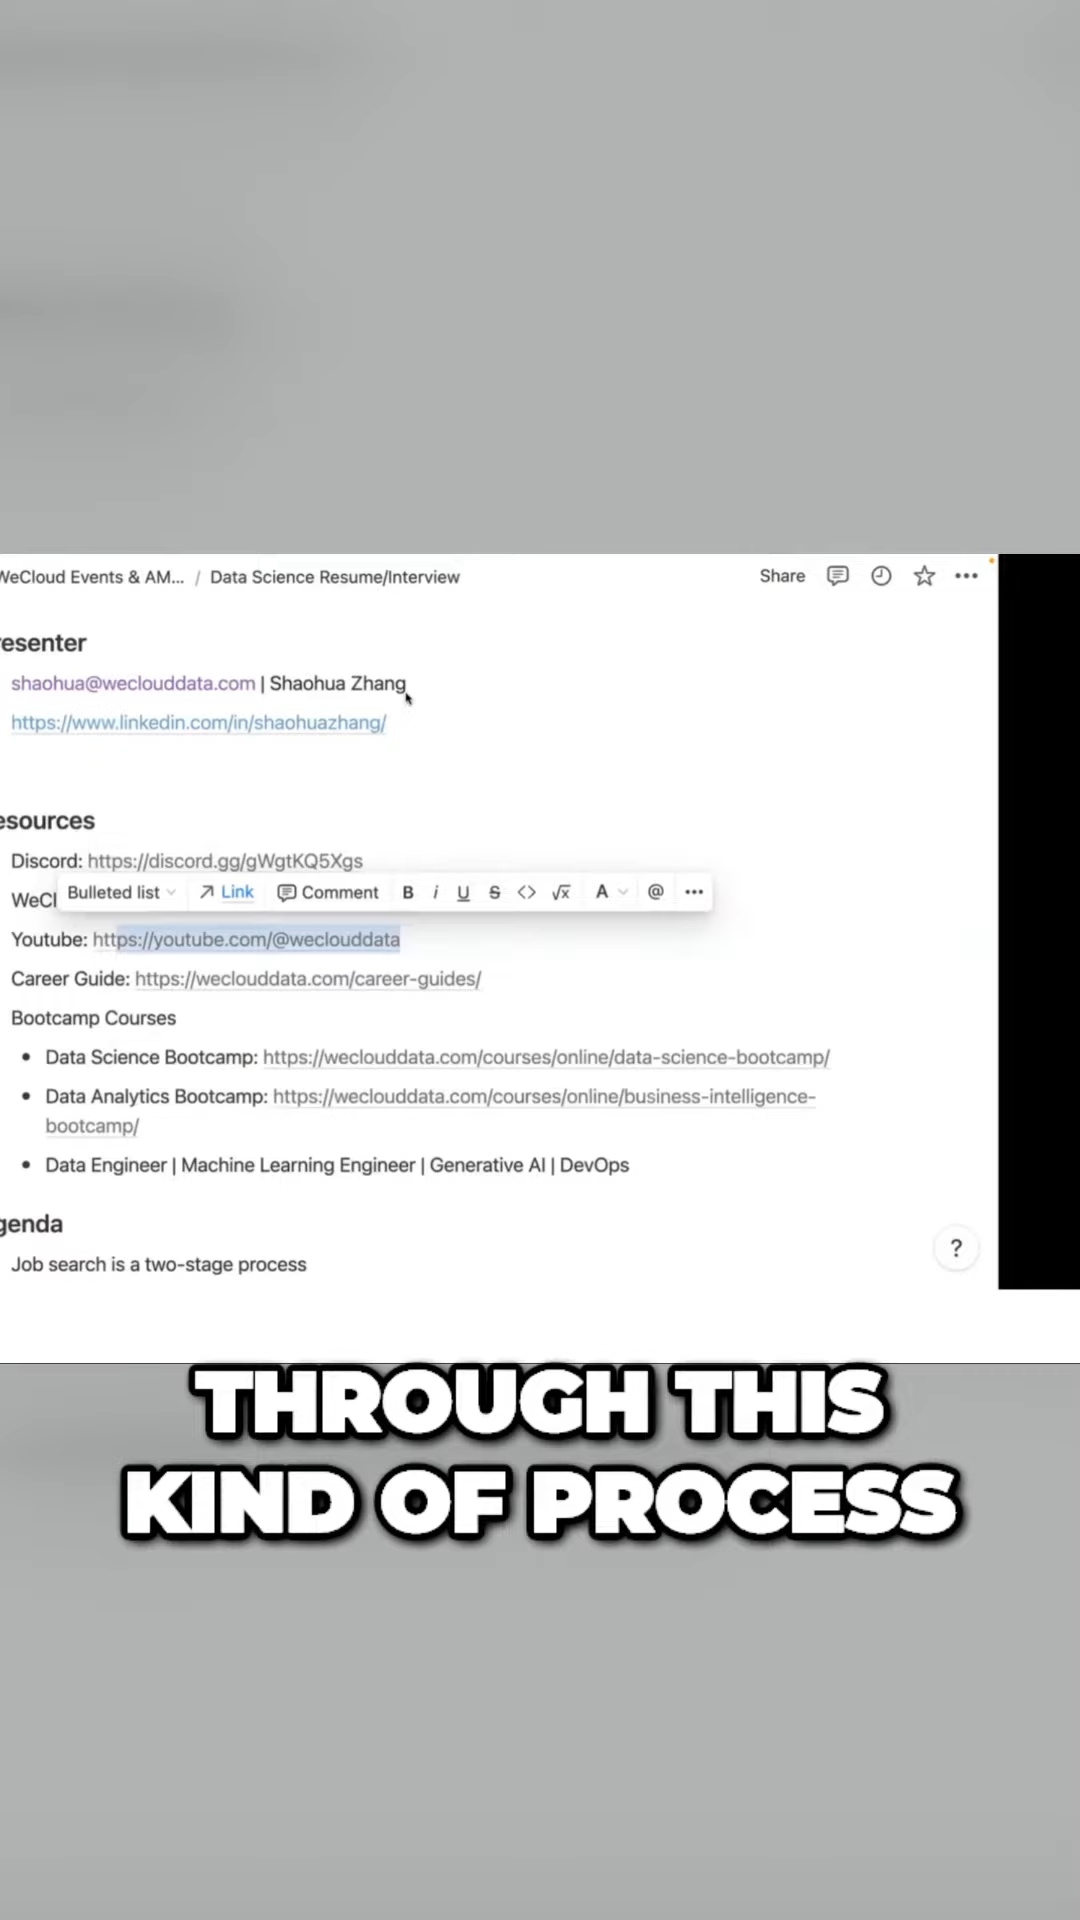 WeCloud Events & AM... / Data Science Resume/Interview Share
resenter
shaohua@weclouddata.com | Shaohua Zhang
https://www.linkedin.com/in/shaohuazhang/
esources
Discord: https://discord.gg/gWgtKQ5Xgs
WeCl
Bulleted list Link Comment B i U S <> √x A @ •••
Youtube: https://youtube.com/@weclouddata
Career Guide: https://weclouddata.com/career-guides/
Bootcamp Courses
• Data Science Bootcamp: https://weclouddata.com/courses/online/data-science-bootcamp/
• Data Analytics Bootcamp: https://weclouddata.com/courses/online/business-intelligence-
bootcamp/
• Data Engineer | Machine Learning Engineer | Generative AI | DevOps
genda
Job search is a two-stage process
?
THROUGH THIS
KIND OF PROCESS